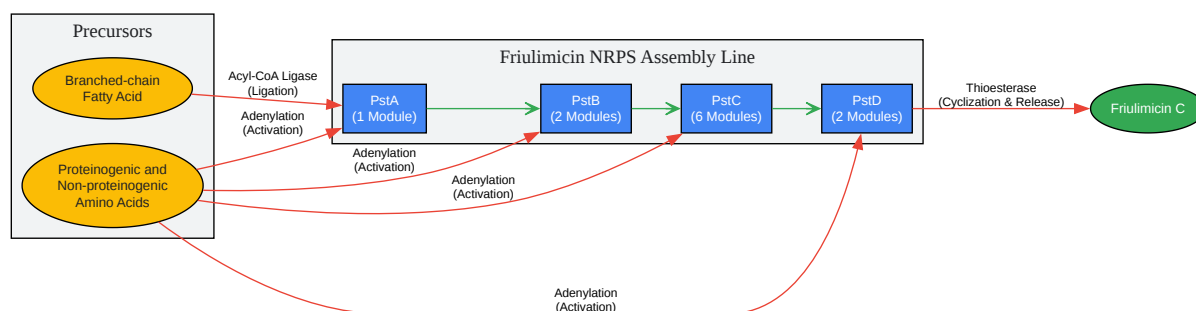 Precursors
Branched-chain
Fatty Acid
Proteinogenic and
Non-proteinogenic
Amino Acids
Acyl-CoA Ligase
(Ligation)
Adenylation
(Activation)
Adenylation
(Activation)
Adenylation
(Activation)
Adenylation
(Activation)
Friulimicin NRPS Assembly Line
PstA
(1 Module)
PstB
(2 Modules)
PstC
(6 Modules)
PstD
(2 Modules)
Thioesterase
(Cyclization & Release)
Friulimicin C